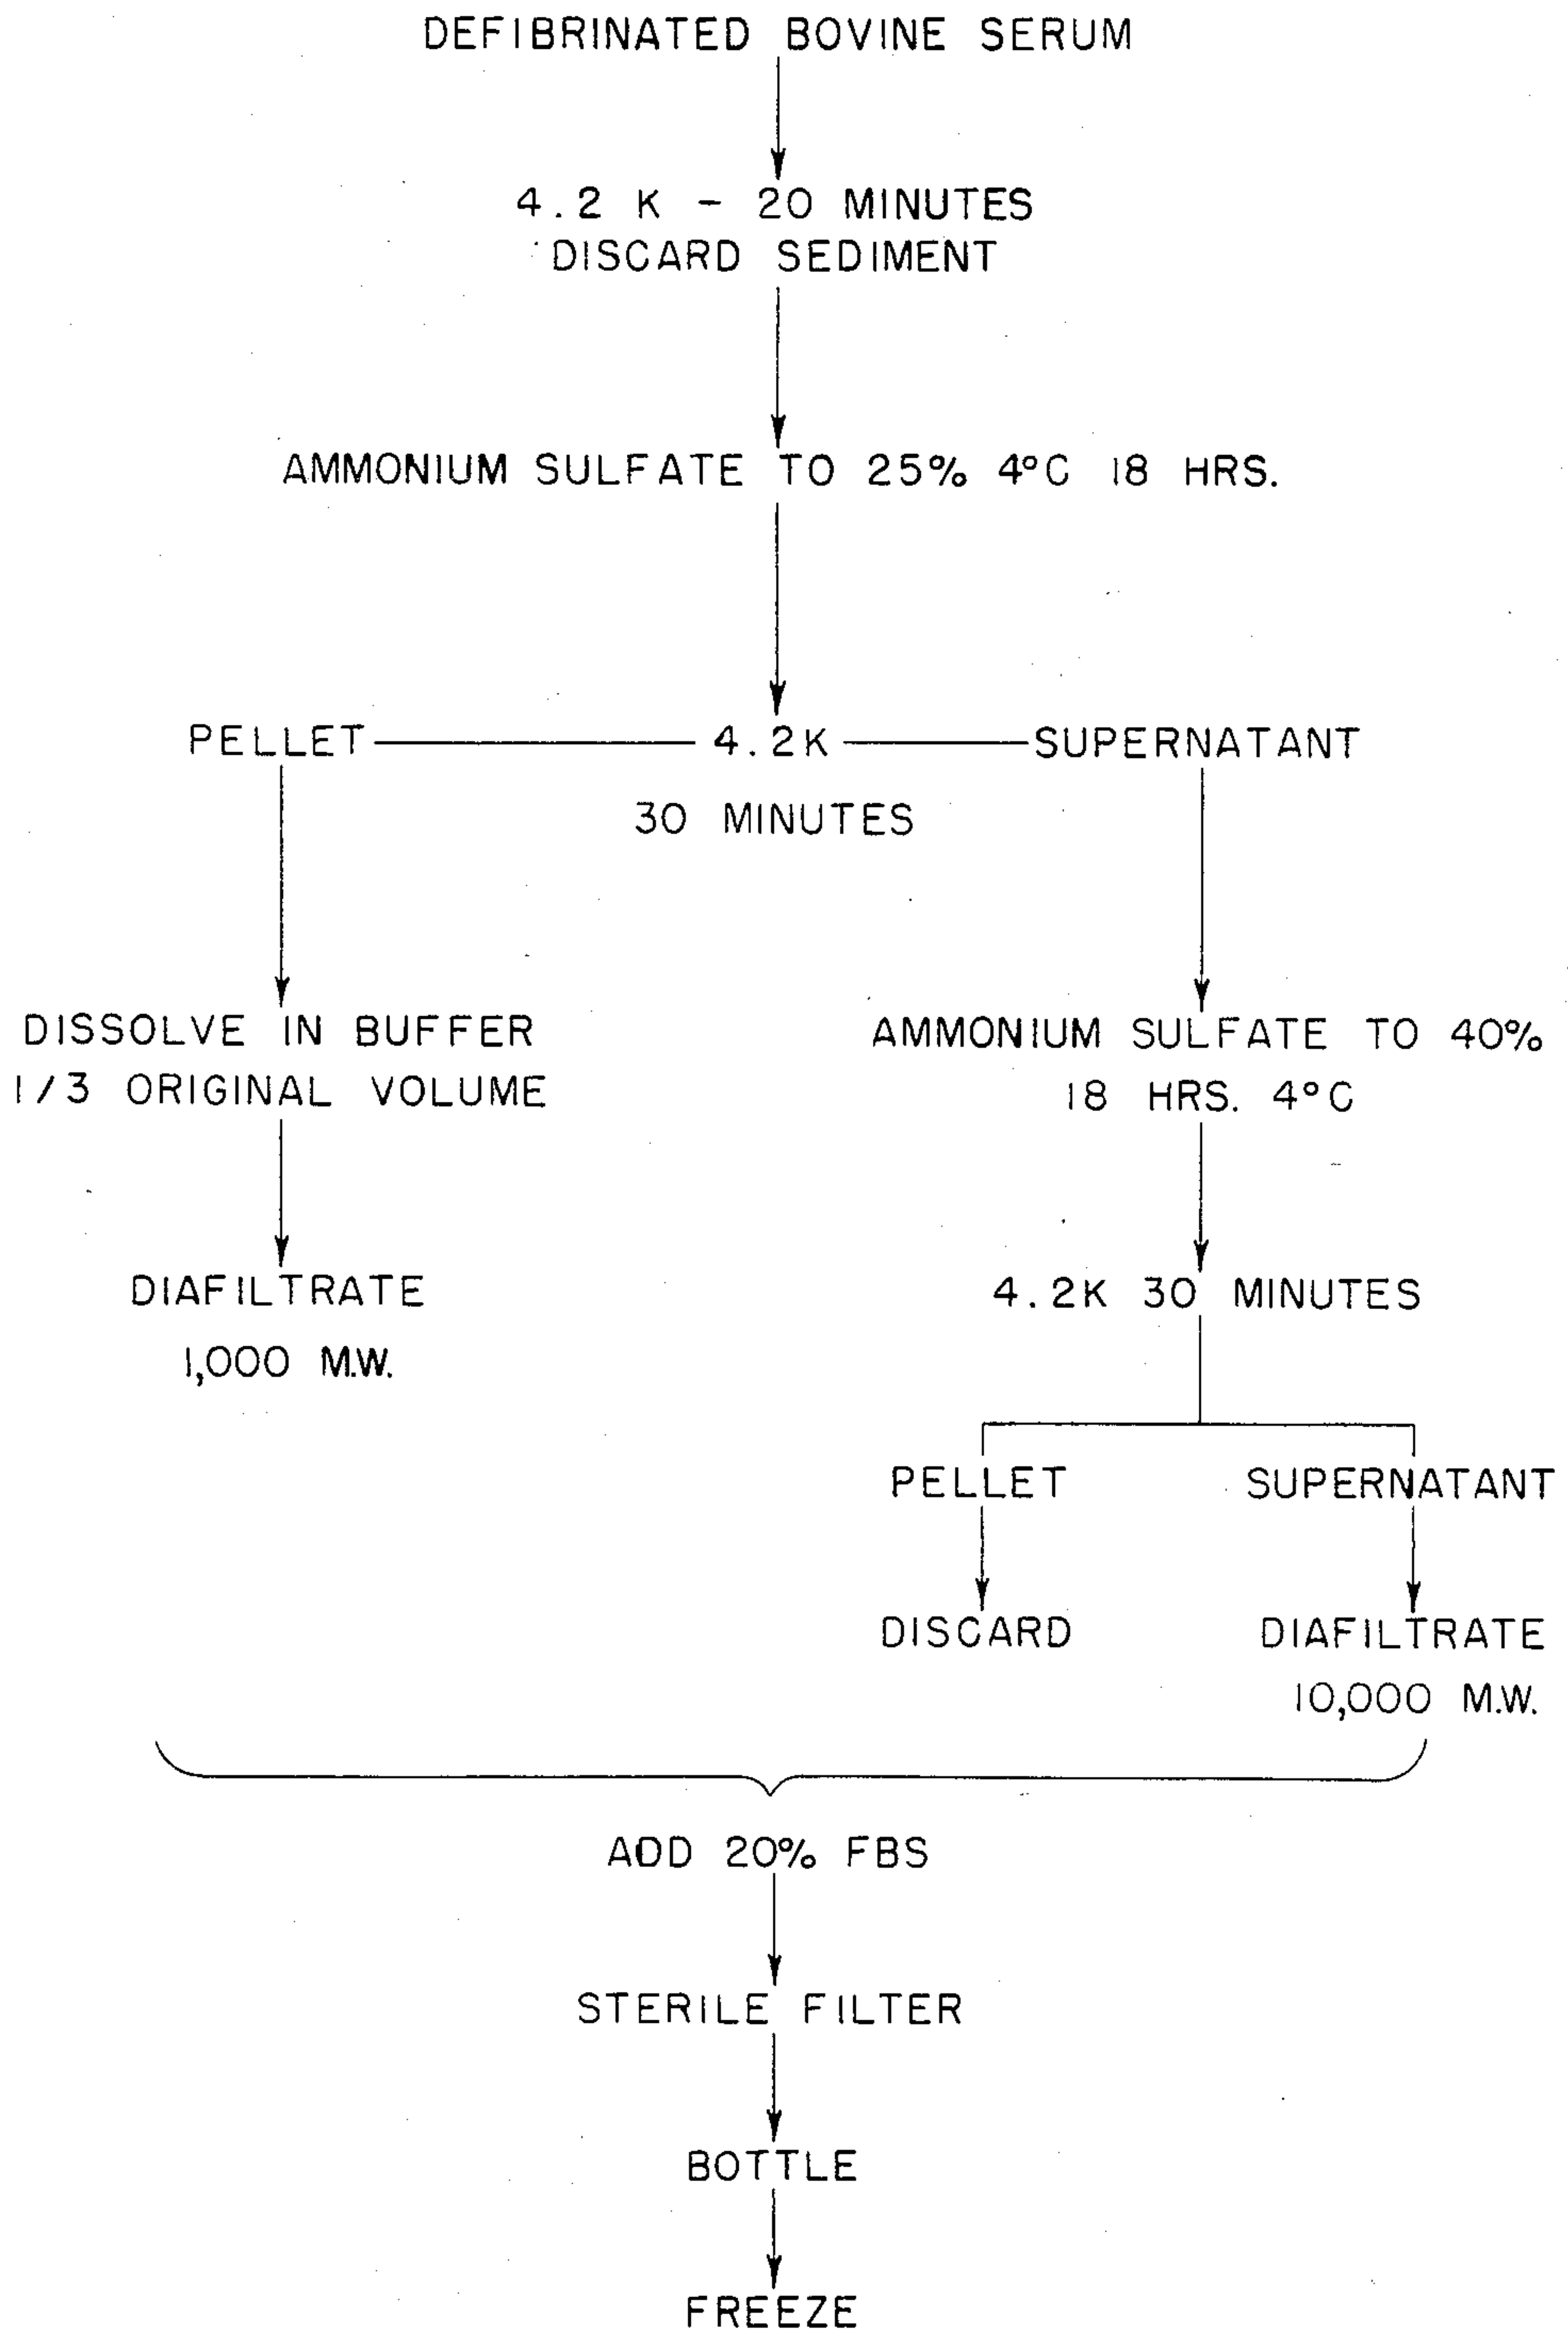 DEFIBRINATED BOVINE SERUM
4.2 K - 20 MINUTES
DISCARD SEDIMENT
AMMONIUM SULFATE TO 25% 4°C 18 HRS.
PELLET 4.2K SUPERNATANT
30 MINUTES
DISSOLVE IN BUFFER
1/3 ORIGINAL VOLUME
DIAFILTRATE
1,000 M.W.
AMMONIUM SULFATE TO 40%
18 HRS. 4°C
4.2K 30 MINUTES
PELLET
DISCARD
SUPERNATANT
DIAFILTRATE
10,000 M.W.
ADD 20% FBS
STERILE FILTER
BOTTLE
FREEZE